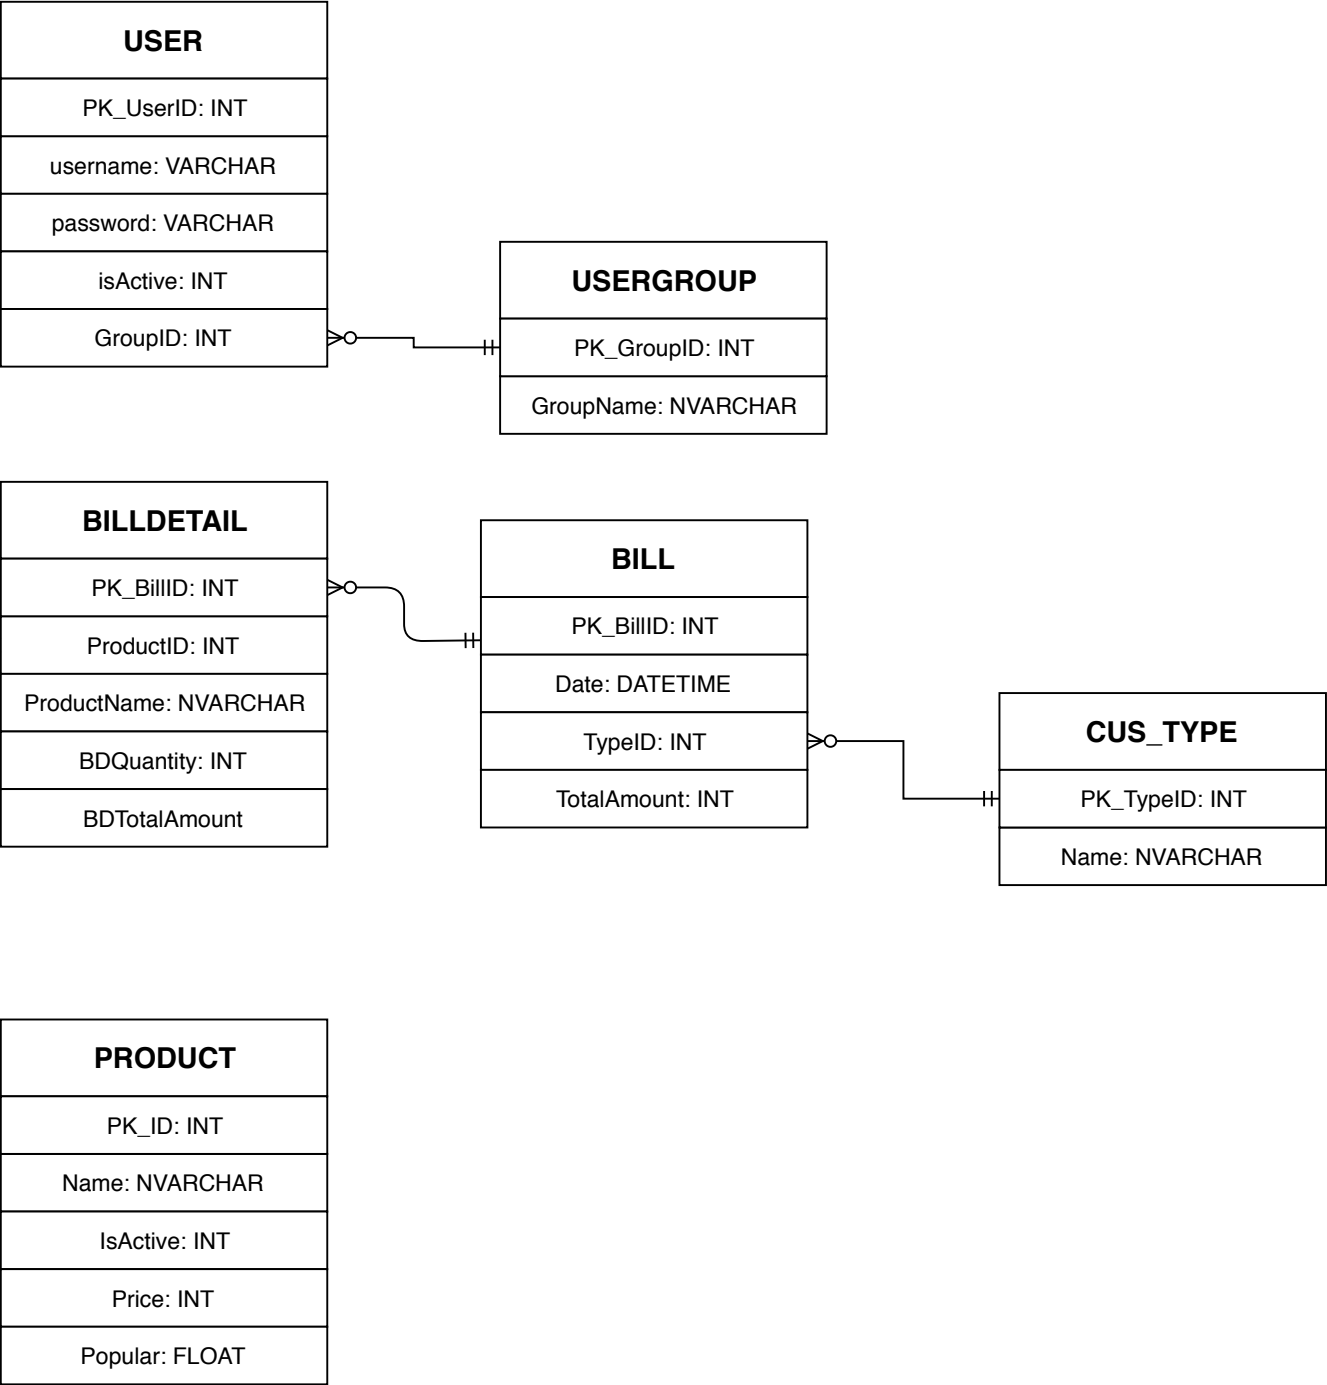 USER
PK_UserID: INT
username: VARCHAR
password: VARCHAR
isActive: INT
GroupID: INT
USERGROUP
PK_GroupID: INT
GroupName: NVARCHAR
BILLDETAIL
PK_BillID: INT
ProductID: INT
ProductName: NVARCHAR
BDQuantity: INT
BDTotalAmount
BILL
PK_BillID: INT
Date: DATETIME
TypeID: INT
TotalAmount: INT
CUS_TYPE
PK_TypeID: INT
Name: NVARCHAR
PRODUCT
PK_ID: INT
Name: NVARCHAR
IsActive: INT
Price: INT
Popular: FLOAT